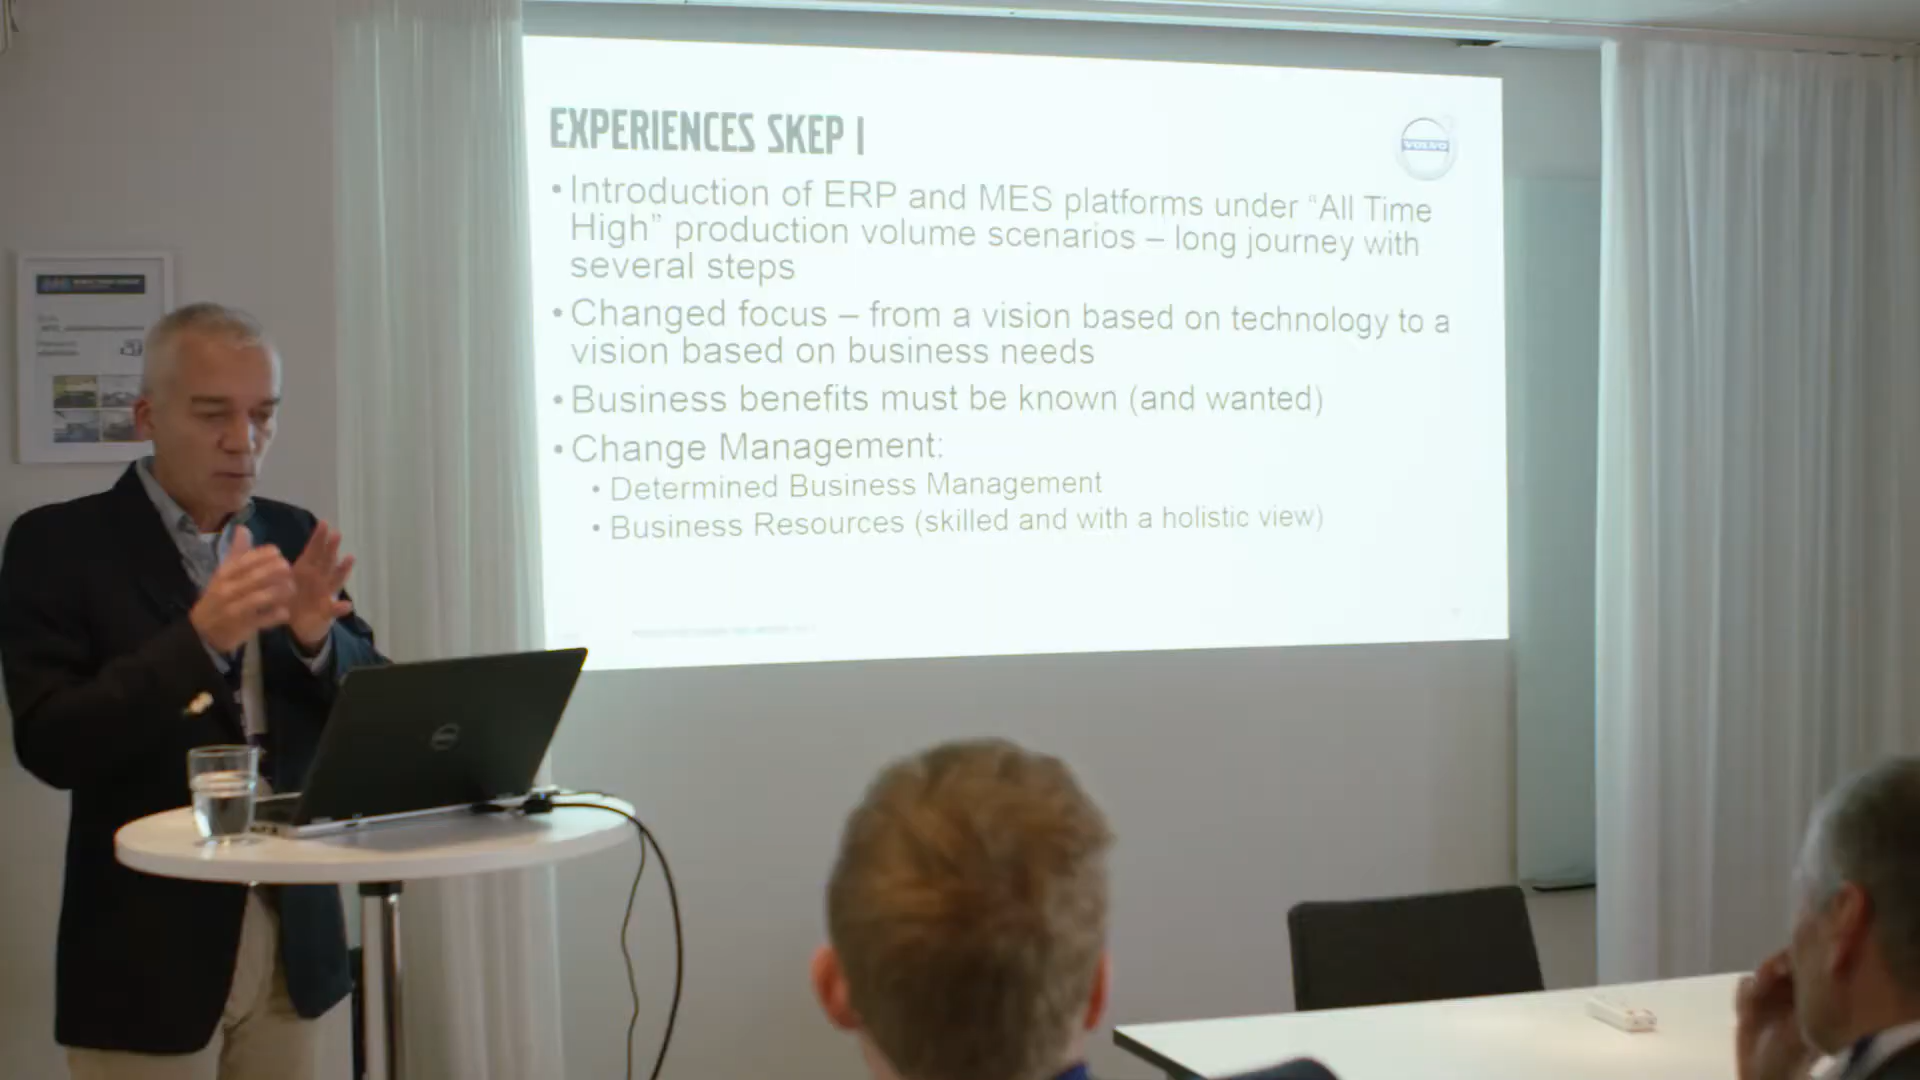 EXPERIENCES SKEP I
VOLVO
• Introduction of ERP and MES platforms under “All Time
High” production volume scenarios – long journey with
several steps
• Changed focus – from a vision based on technology to a
vision based on business needs
• Business benefits must be known (and wanted)
• Change Management:
• Determined Business Management
• Business Resources (skilled and with a holistic view)
DELL